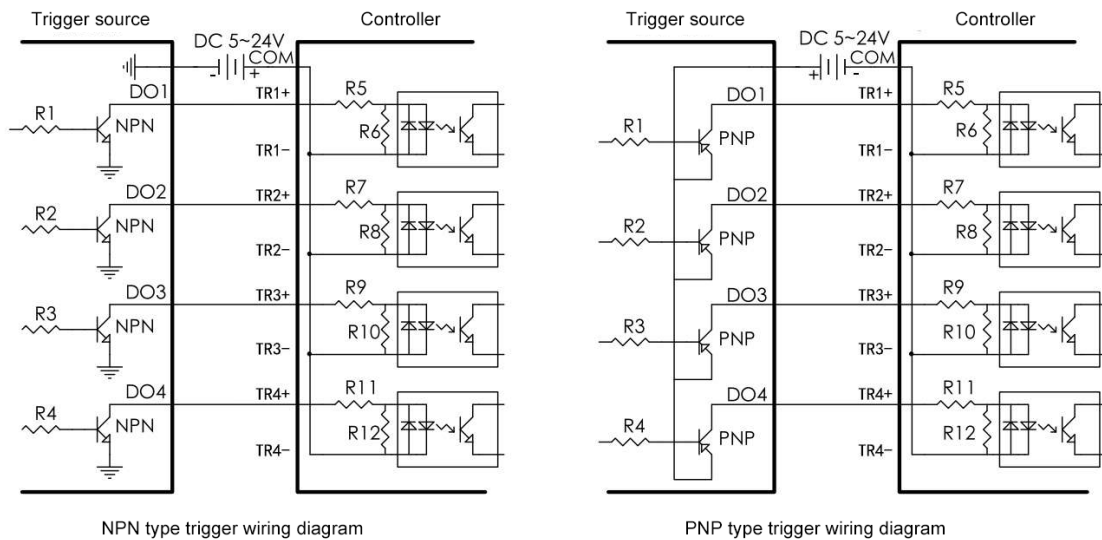 Trigger source
Controller
DC 5~24V
- +
COM
DO1
TR1+
R5
R1
NPN
R6
TR1-
DO2
TR2+
R7
R2
NPN
R8
TR2-
DO3
TR3+
R9
R3
NPN
R10
TR3-
DO4
TR4+
R11
R4
NPN
R12
TR4-
NPN type trigger wiring diagram
Trigger source
Controller
DC 5~24V
+ -
COM
DO1
TR1+
R5
R1
PNP
R6
TR1-
DO2
TR2+
R7
R2
PNP
R8
TR2-
DO3
TR3+
R9
R3
PNP
R10
TR3-
DO4
TR4+
R11
R4
PNP
R12
TR4-
PNP type trigger wiring diagram